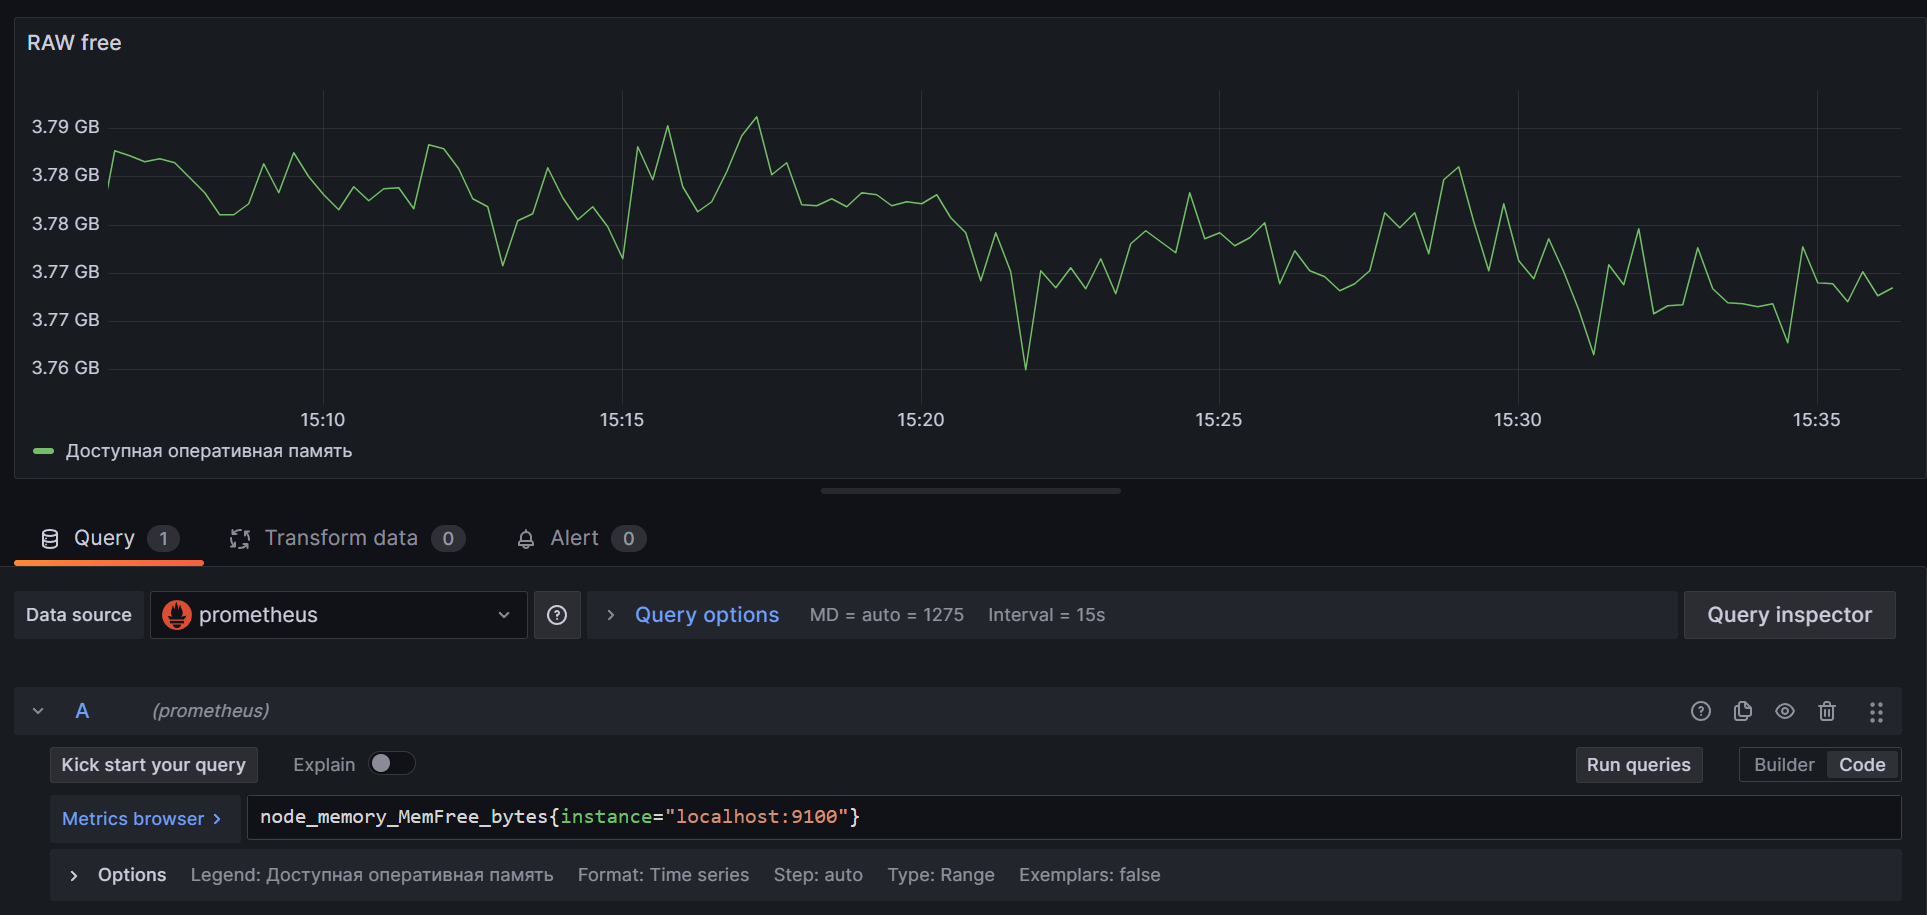 RAW free
3.79 GB
3.78 GB
3.78 GB
3.77 GB
3.77 GB
3.76 GB
15:10 15:15 15:20 15:25 15:30 15:35
Доступная оперативная память
Query 1 Transform data 0 Alert 0
Data source prometheus Query options MD = auto = 1275 Interval = 15s Query inspector
A (prometheus)
Kick start your query Explain Run queries Builder Code
Metrics browser > node_memory_MemFree_bytes{instance="localhost:9100"}
Options Legend: Доступная оперативная память Format: Time series Step: auto Type: Range Exemplars: false